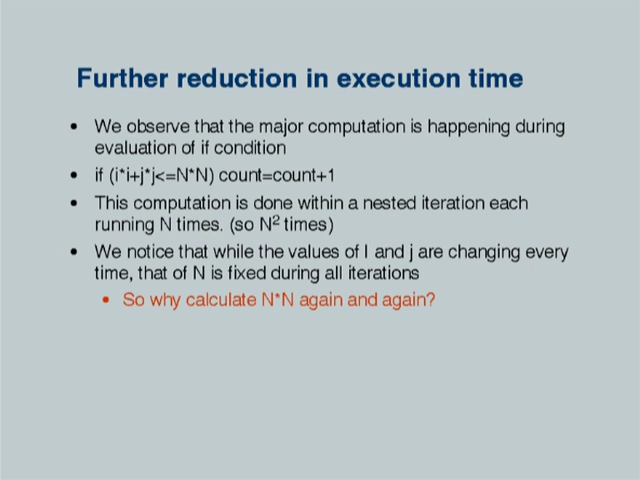 Further reduction in execution time
• We observe that the major computation is happening during
evaluation of if condition
• if (i*i+j*j<=N*N) count=count+1
• This computation is done within a nested iteration each
running N times. (so N² times)
• We notice that while the values of I and j are changing every
time, that of N is fixed during all iterations
• So why calculate N*N again and again?